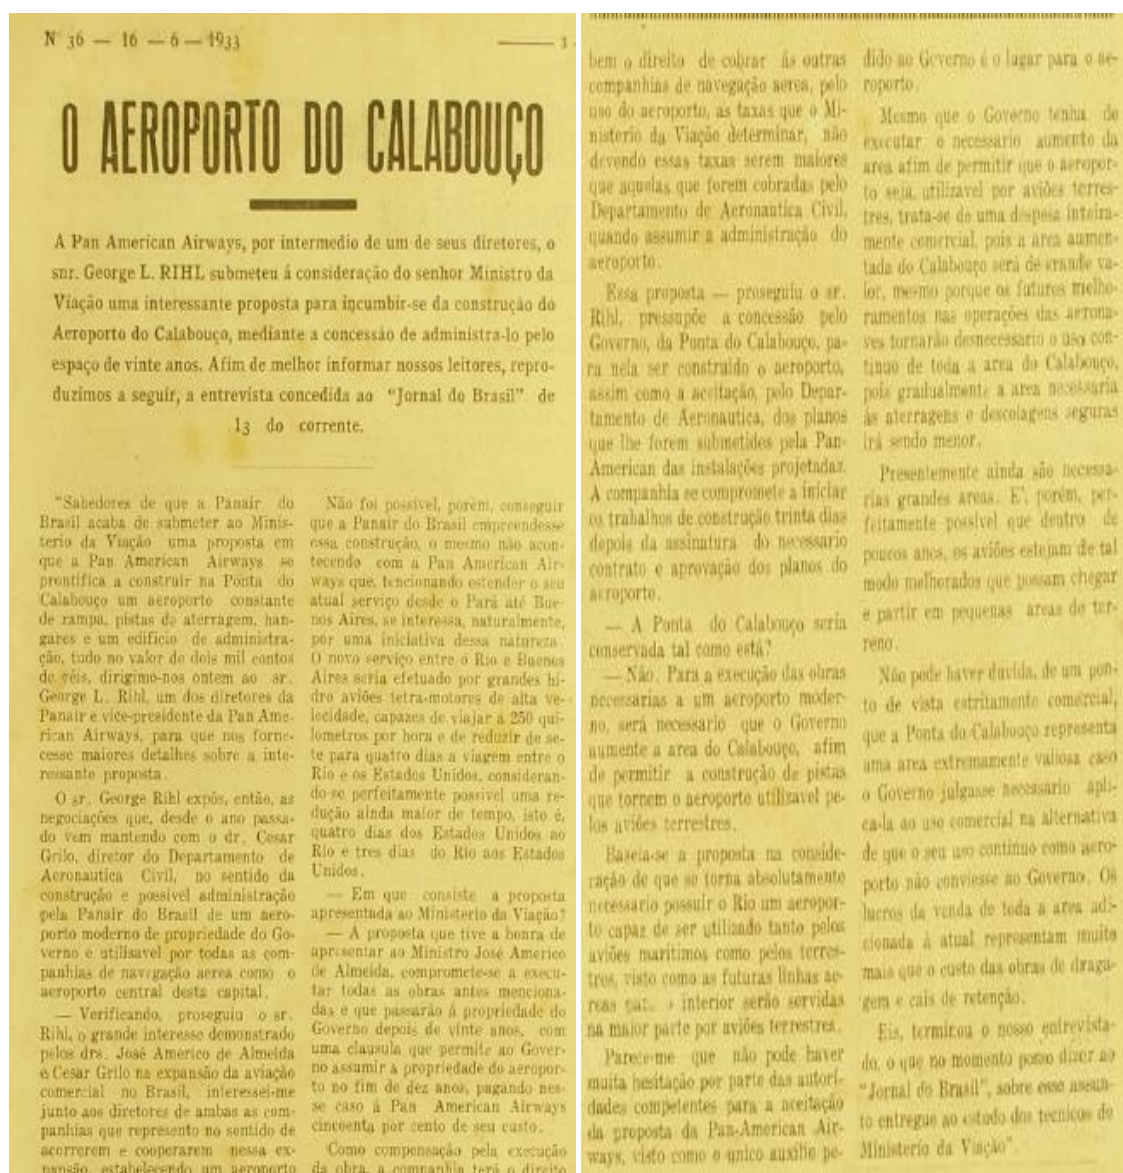 Nº 36 — 16 — 6 — 1933
3
O AEROPORTO DO CALABOUÇO
A Pan American Airways, por intermedio de um de seus diretores, o
snr. George L. RIHL submeteu á consideração do senhor Ministro da
Viação uma interessante proposta para incumbir-se da construção do
Aeroporto do Calabouço, mediante a concessão de administra-lo pelo
espaço de vinte anos. Afim de melhor informar nossos leitores, repro-
duzimos a seguir, a entrevista concedida ao "Jornal do Brasil" de
13 do corrente.
"Sabedores de que a Panair do
Brasil acaba de submeter ao Minis-
terio da Viação uma proposta em
que a Pan American Airways se
prontifica a construir na Ponta do
Calabouço um aeroporto constante
de rampa, pistas de aterragem, han-
gares e um edificio de administra-
ção, tudo no valor de dois mil contos
de réis, dirigimo-nos ontem ao sr.
George L. Rihl, um dos diretores da
Panair e vice-presidente da Pan Ame-
rican Airways, para que nos forne-
cesse maiores detalhes sobre a inte-
ressante proposta.
O sr. George Rihl expôs, então, as
negociações que, desde o ano passa-
do vem mantendo com o dr. Cesar
Grilo, diretor do Departamento de
Aeronautica Civil, no sentido da
construção e possivel administração
pela Panair do Brasil de um aero-
porto moderno de propriedade do Go-
verno e utilisavel por todas as com-
panhias de navegação aerea como o
aeroporto central desta capital.
— Verificando, proseguiu o sr.
Rihl, o grande interesse demonstrado
pelos drs. José Americo de Almeida
e Cesar Grilo na expansão da aviação
comercial no Brasil, interessei-me
junto aos diretores de ambas as com-
panhias que represento no sentido de
acorrerem e cooperarem nessa ex-
pansão, estabelecendo um aeroporto
Não foi possivel, porém, conseguir
que a Panair do Brasil empreendesse
essa construção, o mesmo não acon-
tecendo com a Pan American Air-
ways que, tencionando estender o seu
atual serviço desde o Pará até Bue-
nos Aires, se interessa, naturalmente,
por uma iniciativa dessa natureza.
O novo serviço entre o Rio e Buenos
Aires seria efetuado por grandes hi-
dro aviões tetra-motores de alta ve-
locidade, capazes de viajar a 250 qui-
lometros por hora e de reduzir de se-
te para quatro dias a viagem entre o
Rio e os Estados Unidos, consideran-
do-se perfeitamente possivel uma re-
dução ainda maior de tempo, isto é,
quatro dias dos Estados Unidos ao
Rio e tres dias do Rio aos Estados
Unidos.
— Em que consiste a proposta
apresentada ao Ministerio da Viação?
— A proposta que tive a honra de
apresentar ao Ministro José Americo
de Almeida, compromete-se a execu-
tar todas as obras antes menciona-
das e que passarão á propriedade do
Governo depois de vinte anos, com
uma clausula que permite ao Gover-
no assumir a propriedade do aeropor-
to no fim de dez anos, pagando nes-
se caso á Pan American Airways
cincoenta por cento de seu custo.
Como compensação pela execução
da obra, a companhia terá o direito
bem o direito de cobrar ás outras
companhias de navegação aerea, pelo
uso do aeroporto, as taxas que o Mi-
nisterio da Viação determinar, não
devendo essas taxas serem maiores
que aquelas que forem cobradas pelo
Departamento de Aeronautica Civil,
quando assumir a administração do
aeroporto.
Essa proposta — proseguiu o sr.
Rihl, pressupõe a concessão pelo
Governo, da Ponta do Calabouço, pa-
ra nela ser construido o aeroporto,
assim como a aceitação, pelo Depar-
tamento de Aeronautica, dos planos
que lhe forem submetidos pela Pan-
American das instalações projetadas.
A companhia se compromete a iniciar
os trabalhos de construção trinta dias
depois da assinatura do necessario
contrato e aprovação dos planos do
aeroporto.
— A Ponta do Calabouço seria
conservada tal como está?
— Não. Para a execução das obras
necessarias a um aeroporto moder-
no, será necessario que o Governo
aumente a area do Calabouço, afim
de permitir a construção de pistas
que tornem o aeroporto utilizavel pe-
los aviões terrestres.
Baseia-se a proposta na conside-
ração de que se torna absolutamente
necessario possuir o Rio um aeropor-
to capaz de ser utilizado tanto pelos
aviões maritimos como pelos terres-
tres, visto como as futuras linhas ae-
reas interior serão servidas
na maior parte por aviões terrestres.
Parece-me que não pode haver
muita hesitação por parte das autori-
dades competentes para a aceitação
da proposta da Pan-American Air-
ways, visto como o unico auxilio pe-
dido ao Governo é o lugar para o ae-
roporto.
Mesmo que o Governo tenha de
executar o necessario aumento da
area afim de permitir que o aeropor-
to seja utilizavel por aviões terres-
tres, trata-se de uma despesa inteira-
mente comercial, pois a area aumen-
tada do Calabouço será de grande va-
lor, mesmo porque os futuros melho-
ramentos nas operações das aerona-
ves tornarão desnecessario o uso con-
tinuo de toda a area do Calabouço,
pois gradualmente a area necessaria
ás aterragens e descolagens seguras
irá sendo menor.
Presentemente ainda são necessa-
rias grandes areas. E', porém, per-
feitamente possivel que dentro de
poucos anos, os aviões estejam de tal
modo melhorados que possam chegar
e partir em pequenas areas de ter-
reno.
Não pode haver duvida, de um pon-
to de vista estritamente comercial,
que a Ponta do Calabouço representa
uma area extremamente valiosa caso
o Governo julgasse necessario apli-
ca-la ao uso comercial na alternativa
de que o seu uso continuo como aero-
porto não conviesse ao Governo. Os
lucros da venda de toda a area adi-
cionada á atual representam muito
mais que o custo das obras de draga-
gem e cais de retenção.
Eis, terminou o nosso entrevista-
do, o que no momento posso dizer ao
"Jornal do Brasil", sobre esse assun-
to entregue ao estudo dos tecnicos do
Ministerio da Viação".